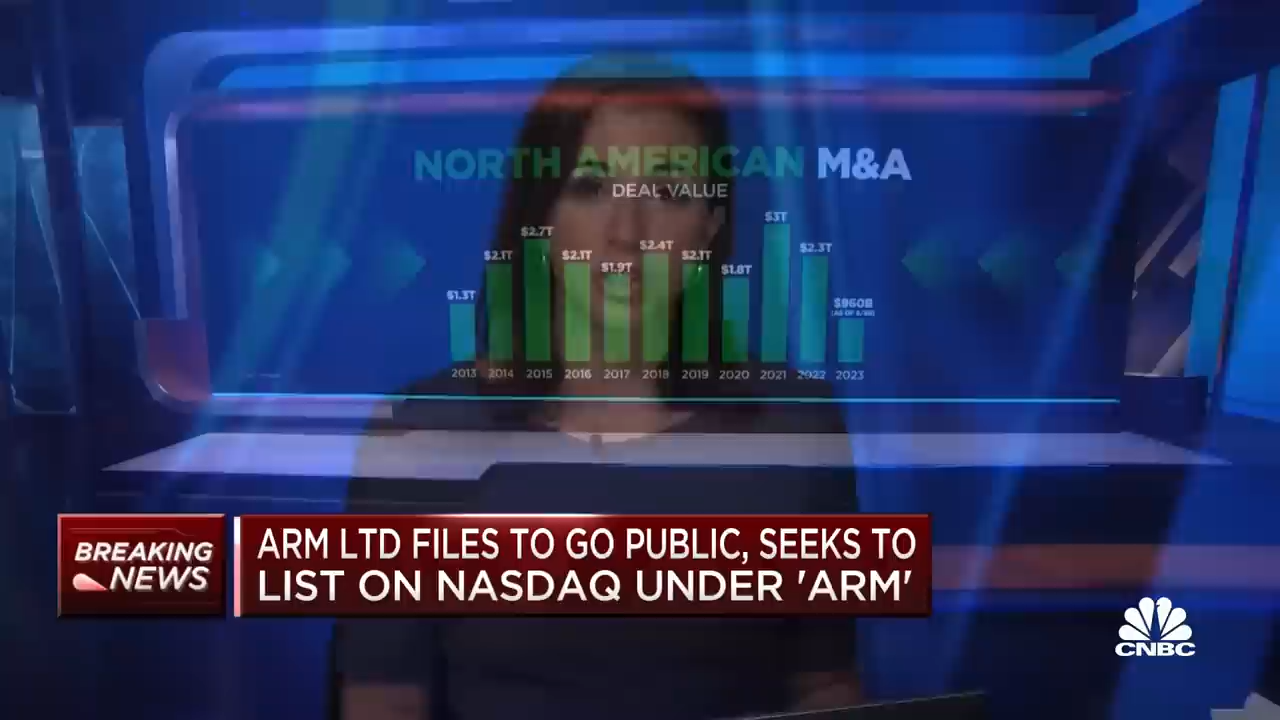 NORTH AMERICAN M&A
DEAL VALUE
$1.3T
$2.1T
$2.7T
$2.1T
$1.9T
$2.4T
$2.1T
$1.8T
$3T
$2.3T
$960B
2013 2014 2015 2016 2017 2018 2019 2020 2021 2022 2023
BREAKING
NEWS
ARM LTD FILES TO GO PUBLIC, SEEKS TO
LIST ON NASDAQ UNDER 'ARM'
CNBC